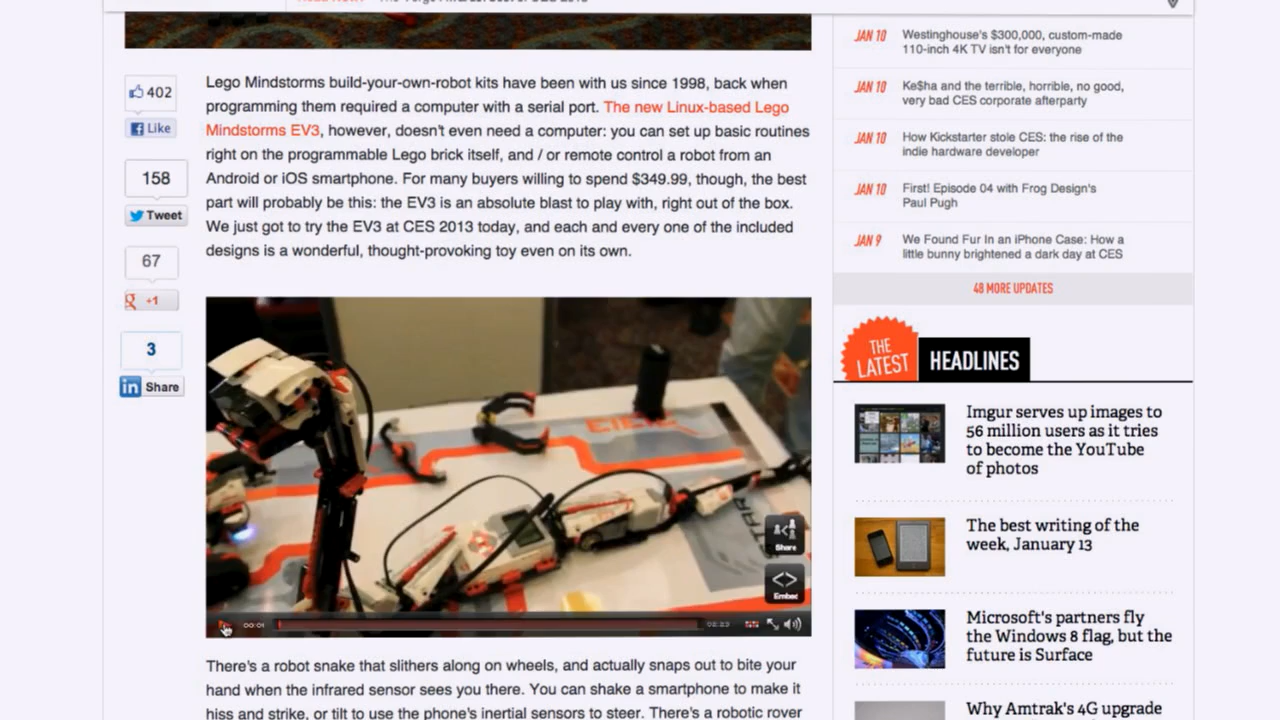 402
Like
158
Tweet
67
+1
3
in Share
Lego Mindstorms build-your-own-robot kits have been with us since 1998, back when
programming them required a computer with a serial port. The new Linux-based Lego
Mindstorms EV3, however, doesn't even need a computer: you can set up basic routines
right on the programmable Lego brick itself, and / or remote control a robot from an
Android or iOS smartphone. For many buyers willing to spend $349.99, though, the best
part will probably be this: the EV3 is an absolute blast to play with, right out of the box.
We just got to try the EV3 at CES 2013 today, and each and every one of the included
designs is a wonderful, thought-provoking toy even on its own.
Share
Embed
00:01
02:23
There's a robot snake that slithers along on wheels, and actually snaps out to bite your
hand when the infrared sensor sees you there. You can shake a smartphone to make it
hiss and strike, or tilt to use the phone's inertial sensors to steer. There's a robotic rover
JAN 10
Westinghouse's $300,000, custom-made
110-inch 4K TV isn't for everyone
JAN 10
Ke$ha and the terrible, horrible, no good,
very bad CES corporate afterparty
JAN 10
How Kickstarter stole CES: the rise of the
indie hardware developer
JAN 10
First! Episode 04 with Frog Design's
Paul Pugh
JAN 9
We Found Fur In an iPhone Case: How a
little bunny brightened a dark day at CES
48 MORE UPDATES
THE
LATEST
HEADLINES
Imgur serves up images to
56 million users as it tries
to become the YouTube
of photos
The best writing of the
week, January 13
Microsoft's partners fly
the Windows 8 flag, but the
future is Surface
Why Amtrak's 4G upgrade